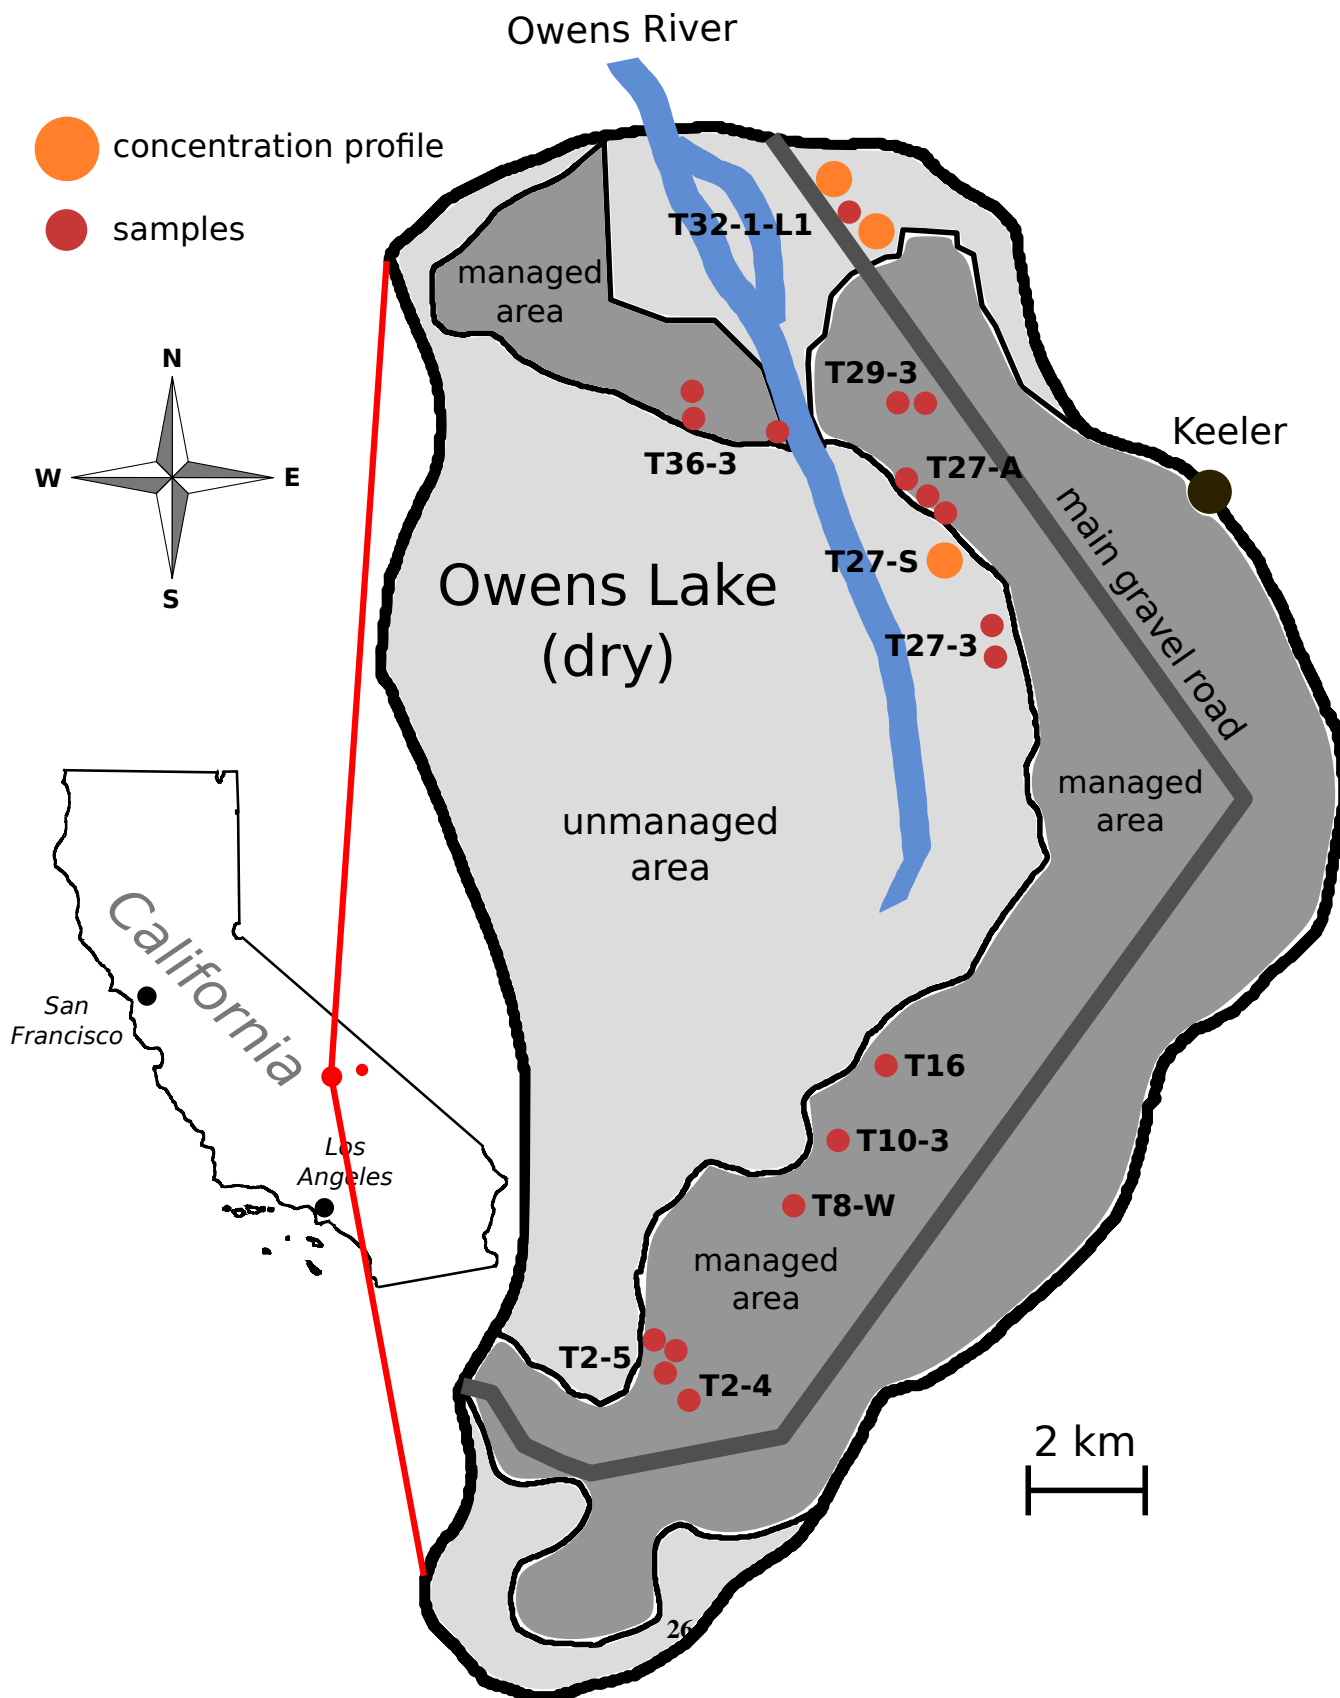 Owens River
concentration profile
samples
T32-1-L1
managed
area
N
W
E
S
T29-3
Keeler
T36-3
T27-A
main gravel road
T27-S
Owens Lake
(dry)
T27-3
managed
area
unmanaged
area
California
San
Francisco
Los
Angeles
T16
T10-3
T8-W
managed
area
T2-5
T2-4
2 km
26